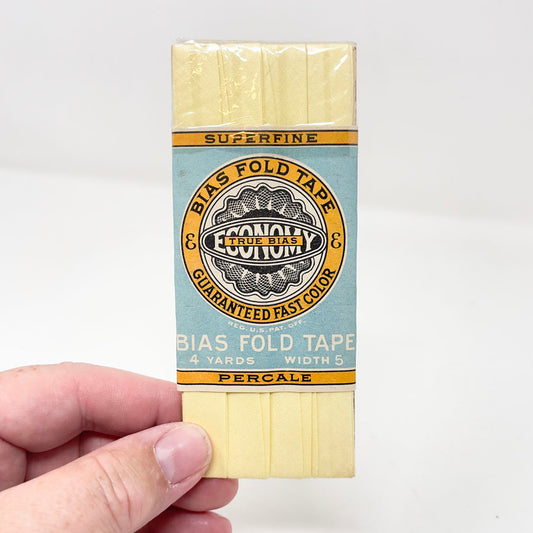 SUPERFINE
BIAS FOLD TAPE
ε ECONOMY ε
TRUE BIAS
GUARANTEED FAST COLOR
REG. U.S. PAT. OFF.
BIAS FOLD TAPE
4 YARDS WIDTH 5
PERCALE